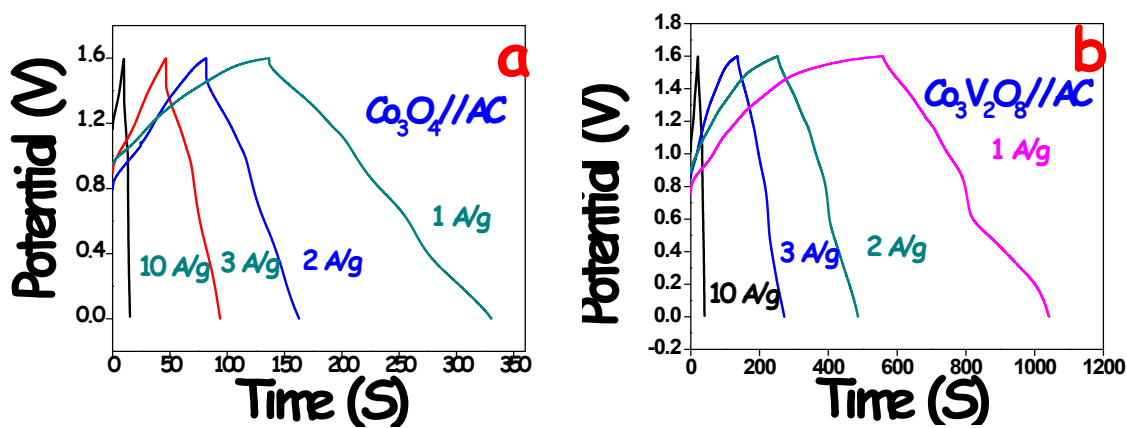 Potential (V)
1.6
1.2
0.8
0.4
0.0
a
Co₃O₄//AC
1 A/g
10 A/g 3 A/g 2 A/g
0 50 100 150 200 250 300 350
Time (S)
Potential (V)
1.8
1.6
1.4
1.2
1.0
0.8
0.6
0.4
0.2
0.0
-0.2
b
Co₃V₂O₈//AC
1 A/g
3 A/g 2 A/g
10 A/g
0 200 400 600 800 1000 1200
Time (S)